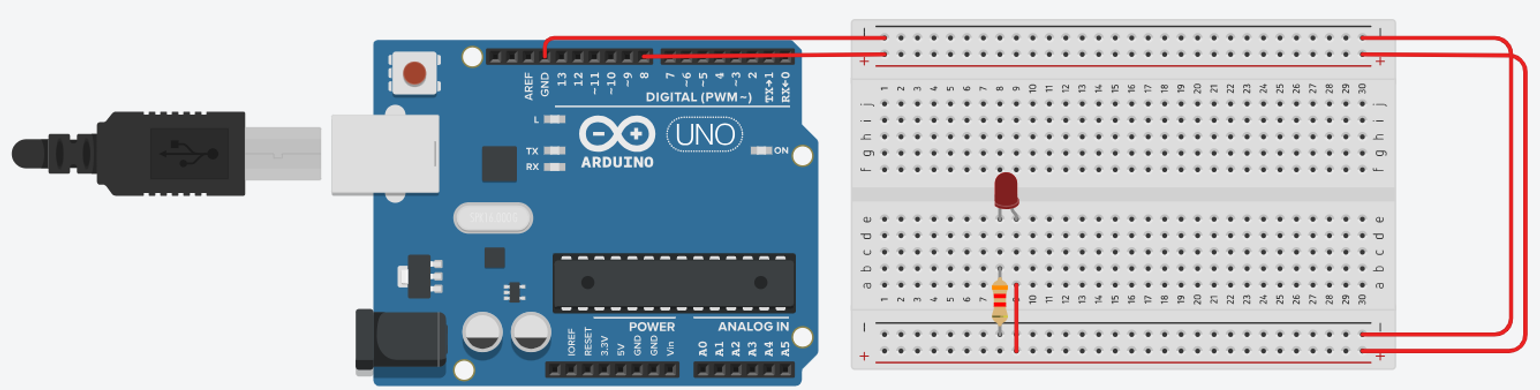 AREF
GND
13
12
~11
~10
~9
8
7
~6
~5
4
~3
2
TX→1
RX←0
DIGITAL (PWM~)
L
TX
RX
ARDUINO
UNO
ON
POWER
ANALOG IN
IOREF
RESET
3.3V
5V
GND
GND
Vin
A0
A1
A2
A3
A4
A5
− −
+ +
1 2 3 4 5 6 7 8 9 10 11 12 13 14 15 16 17 18 19 20 21 22 23 24 25 26 27 28 29 30
j j
i i
h h
g g
f f
e e
d d
c c
b b
a a
1 2 3 4 5 6 7 8 9 10 11 12 13 14 15 16 17 18 19 20 21 22 23 24 25 26 27 28 29 30
− −
+ +